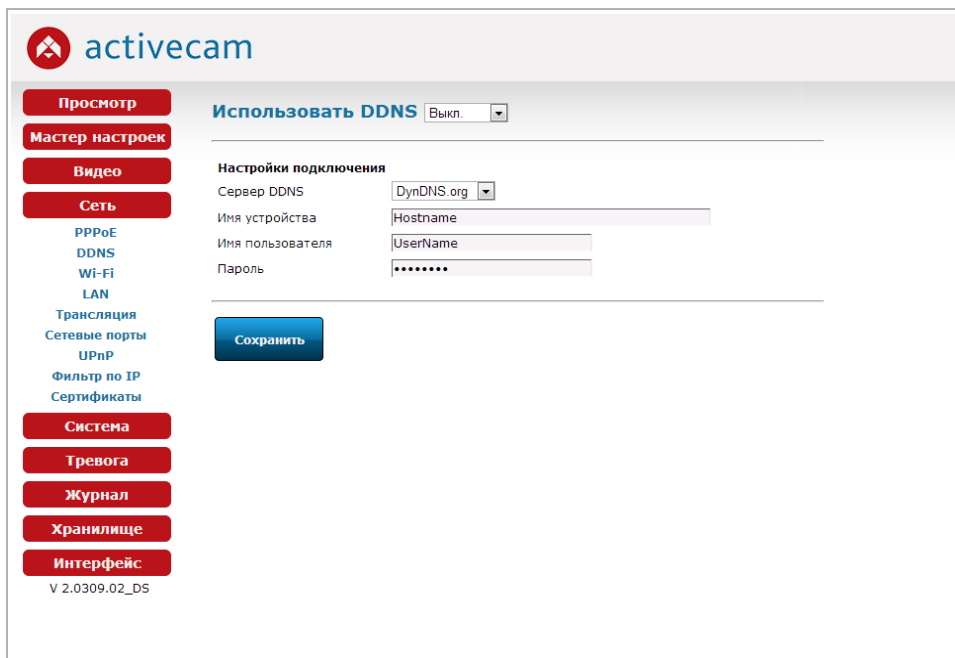 activecam
Просмотр
Мастер настроек
Видео
Сеть
PPPoE
DDNS
Wi-Fi
LAN
Трансляция
Сетевые порты
UPnP
Фильтр по IP
Сертификаты
Система
Тревога
Журнал
Хранилище
Интерфейс
V 2.0309.02_DS
Использовать DDNS Выкл.
Настройки подключения
Сервер DDNS DynDNS.org
Имя устройства Hostname
Имя пользователя UserName
Пароль ••••••••
Сохранить